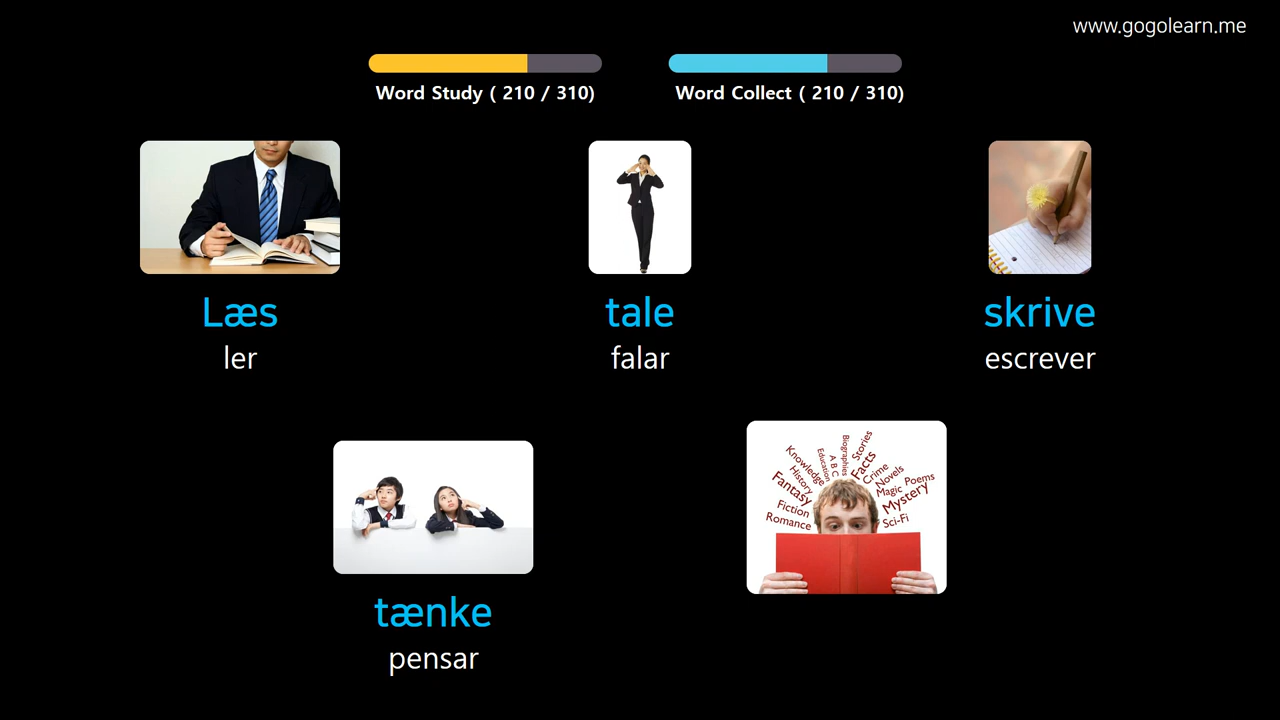 www.gogolearn.me
Word Study ( 210 / 310)
Word Collect ( 210 / 310)
Læs
ler
tale
falar
skrive
escrever
tænke
pensar
Stories
Biographies
Facts
A B C
Education
Crime
Knowledge
Novels
History
Poems
Magic
Fantasy
Mystery
Fiction
Sci-Fi
Romance